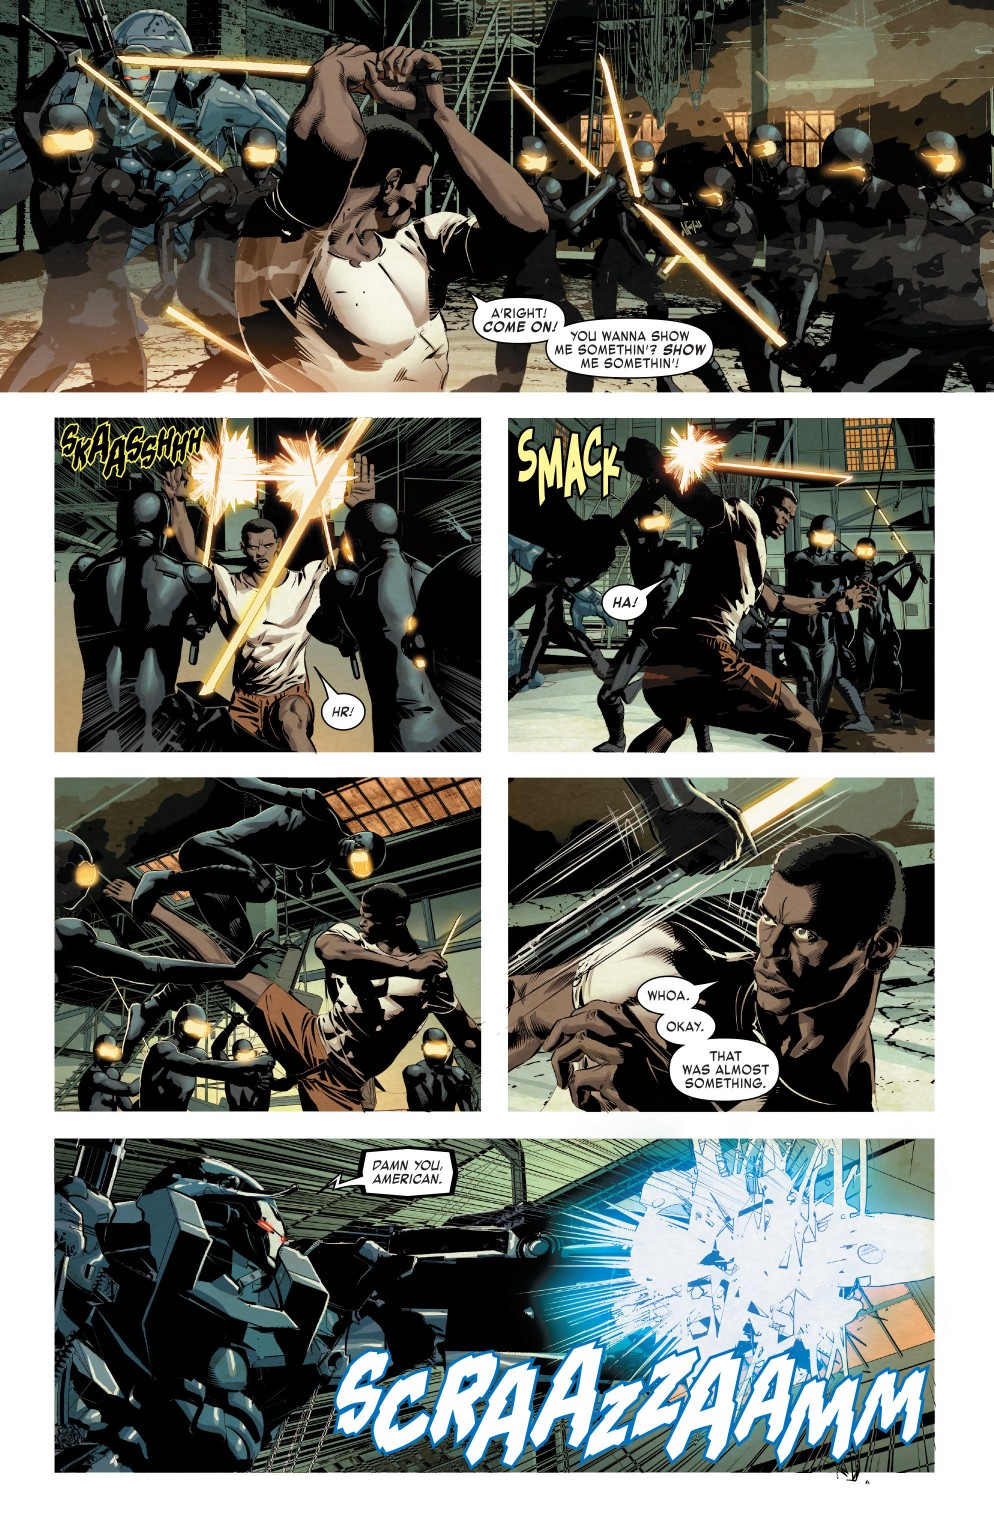 A'RIGHT!
COME ON!
YOU WANNA SHOW
ME SOMETHIN'? SHOW
ME SOMETHIN'!
SKAASSHHH
HR!
SMACK
HA!
WHOA.
OKAY.
THAT
WAS ALMOST
SOMETHING.
DAMN YOU,
AMERICAN.
SCRAAZZAAMM